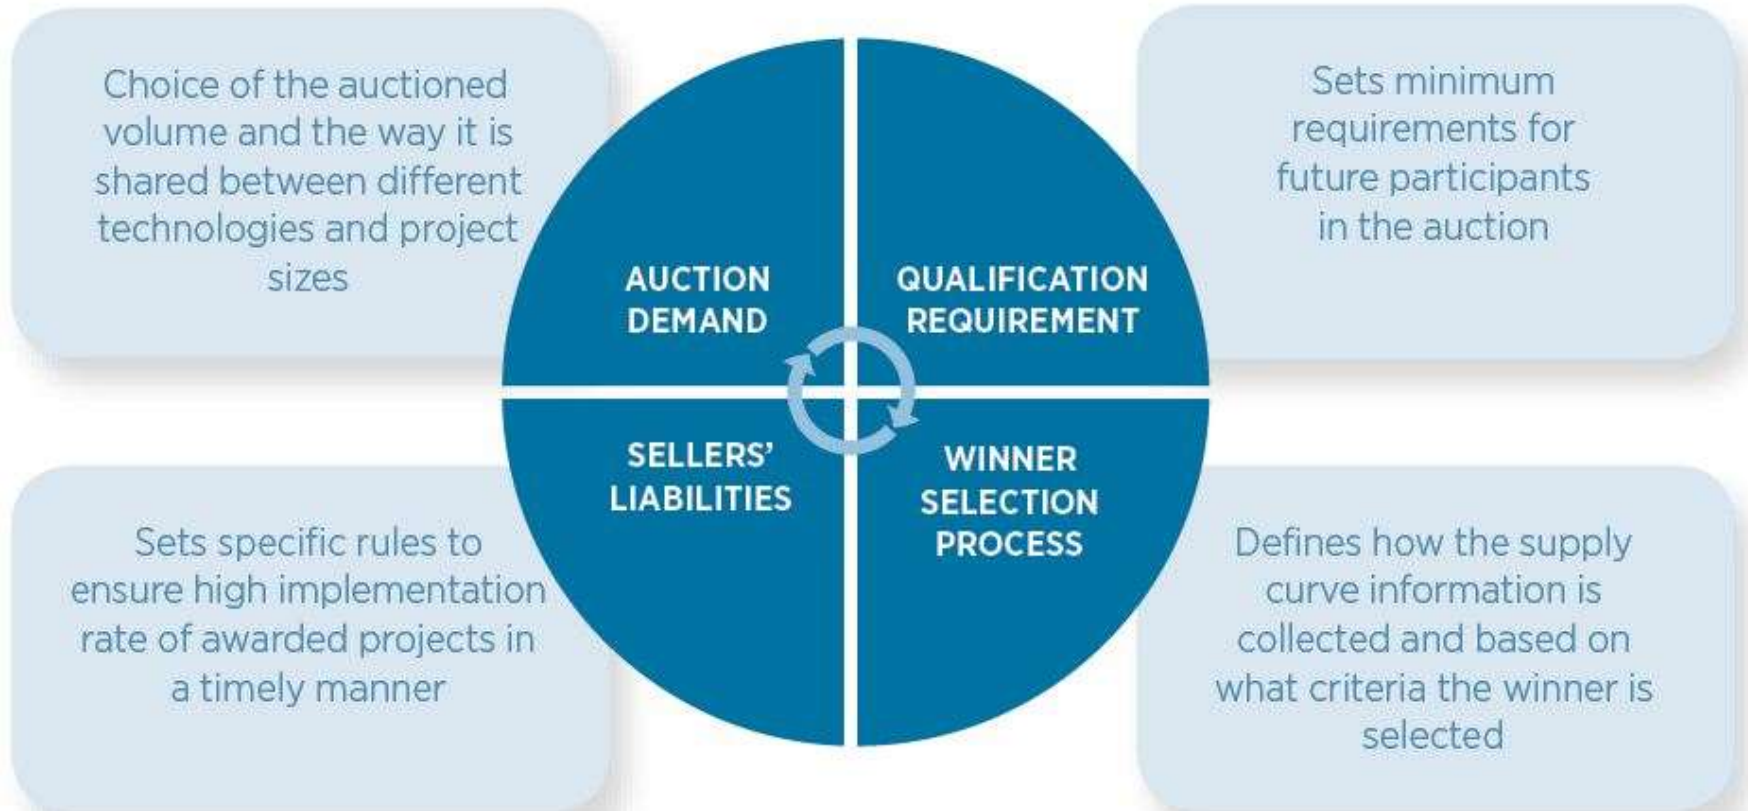 Choice of the auctioned
volume and the way it is
shared between different
technologies and project
sizes
Sets minimum
requirements for
future participants
in the auction
AUCTION
DEMAND
QUALIFICATION
REQUIREMENT
SELLERS’
LIABILITIES
WINNER
SELECTION
PROCESS
Sets specific rules to
ensure high implementation
rate of awarded projects in
a timely manner
Defines how the supply
curve information is
collected and based on
what criteria the winner is
selected